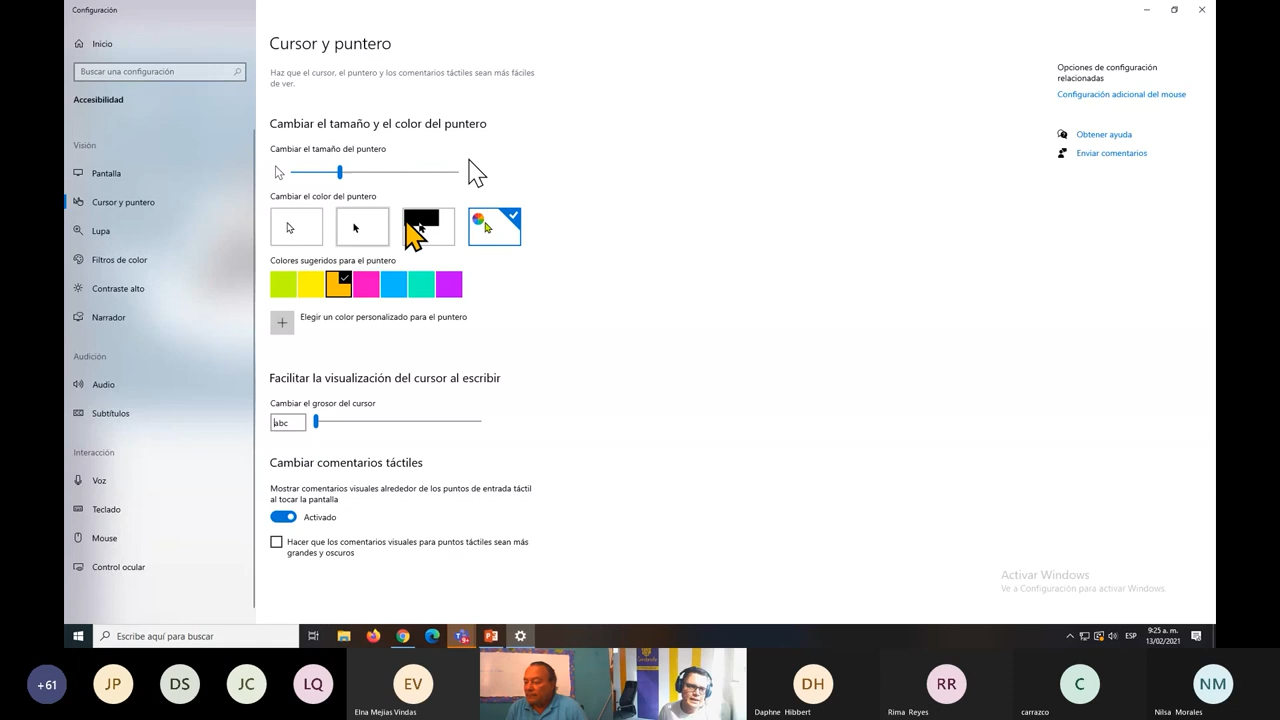 Configuración
Inicio
Buscar una configuración
Accesibilidad
Visión
Pantalla
Cursor y puntero
Lupa
Filtros de color
Contraste alto
Narrador
Audición
Audio
Subtítulos
Interacción
Voz
Teclado
Mouse
Control ocular
Cursor y puntero
Haz que el cursor, el puntero y los comentarios táctiles sean más fáciles
de ver.
Cambiar el tamaño y el color del puntero
Cambiar el tamaño del puntero
Cambiar el color del puntero
Colores sugeridos para el puntero
Elegir un color personalizado para el puntero
Facilitar la visualización del cursor al escribir
Cambiar el grosor del cursor
abc
Cambiar comentarios táctiles
Mostrar comentarios visuales alrededor de los puntos de entrada táctil
al tocar la pantalla
Activado
Hacer que los comentarios visuales para puntos táctiles sean más
grandes y oscuros
Opciones de configuración
relacionadas
Configuración adicional del mouse
Obtener ayuda
Enviar comentarios
Activar Windows
Ve a Configuración para activar Windows.
Escribe aquí para buscar
9+
ESP
9:25 a. m.
13/02/2021
+61
JP
DS
JC
LQ
EV
Elna Mejias Vindas
DH
Daphne Hibbert
RR
Rima Reyes
C
carrazco
NM
Nilsa Morales